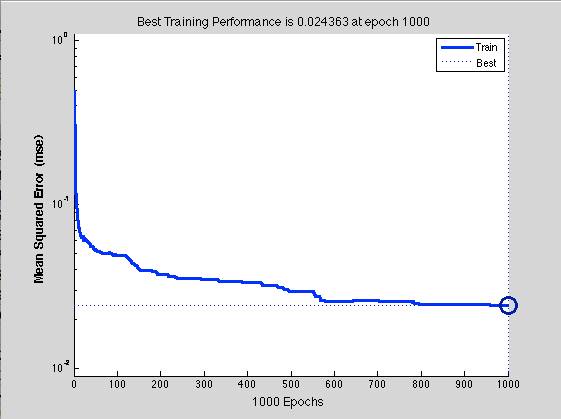 Best Training Performance is 0.024363 at epoch 1000
Train
Best
Mean Squared Error (mse)
10^0
10^-1
10^-2
0 100 200 300 400 500 600 700 800 900 1000
1000 Epochs